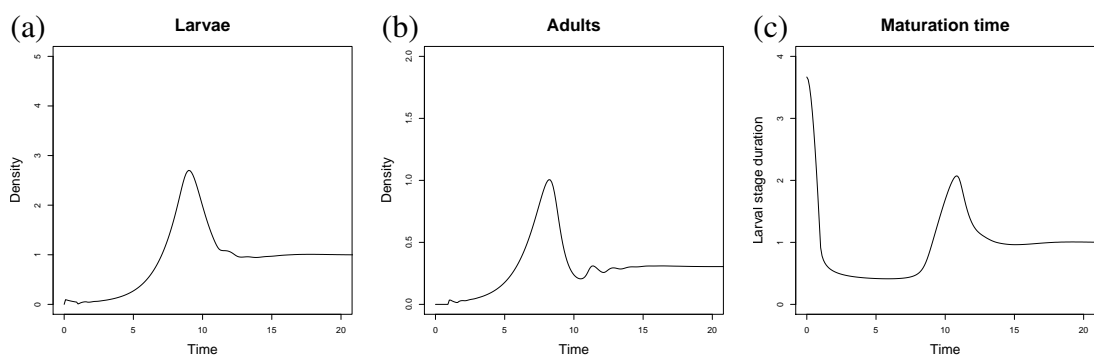 (a) Larvae
Density
0 1 2 3 4 5
0 5 10 15 20
Time
(b) Adults
Density
0.0 0.5 1.0 1.5 2.0
0 5 10 15 20
Time
(c) Maturation time
Larval stage duration
0 1 2 3 4
0 5 10 15 20
Time